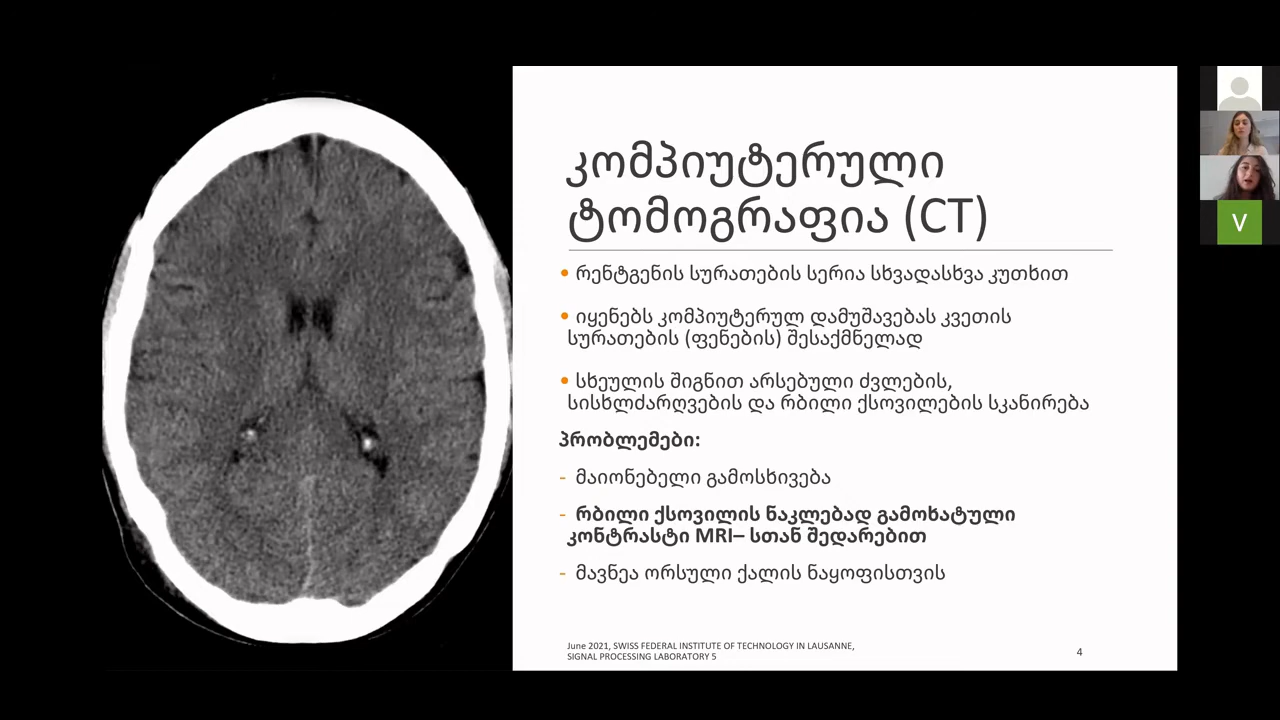 კომპიუტერული
ტომოგრაფია (CT)
• რენტგენის სურათების სერია სხვადასხვა კუთხით
• იყენებს კომპიუტერულ დამუშავებას კვეთის
სურათების (ფენების) შესაქმნელად
• სხეულის შიგნით არსებული ძვლების,
სისხლძარღვების და რბილი ქსოვილების სკანირება
პრობლემები:
- მაიონებელი გამოსხივება
- რბილი ქსოვილის ნაკლებად გამოხატული
კონტრასტი MRI– სთან შედარებით
- მავნეა ორსული ქალის ნაყოფისთვის
June 2021, SWISS FEDERAL INSTITUTE OF TECHNOLOGY IN LAUSANNE,
SIGNAL PROCESSING LABORATORY 5
4
V